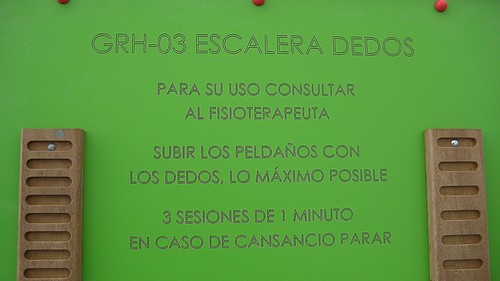 GRH-03 ESCALERA DEDOS
PARA SU USO CONSULTAR
AL FISIOTERAPEUTA
SUBIR LOS PELDAÑOS CON
LOS DEDOS, LO MÁXIMO POSIBLE
3 SESIONES DE 1 MINUTO
EN CASO DE CANSANCIO PARAR